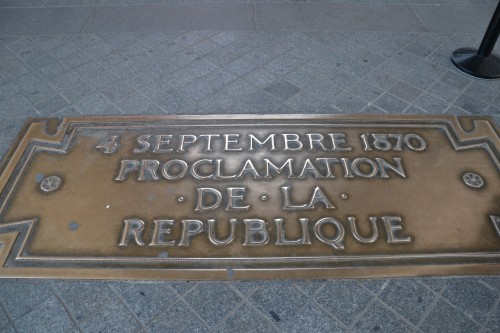 4 SEPTEMBRE 1870
PROCLAMATION
· DE · LA ·
REPUBLIQUE